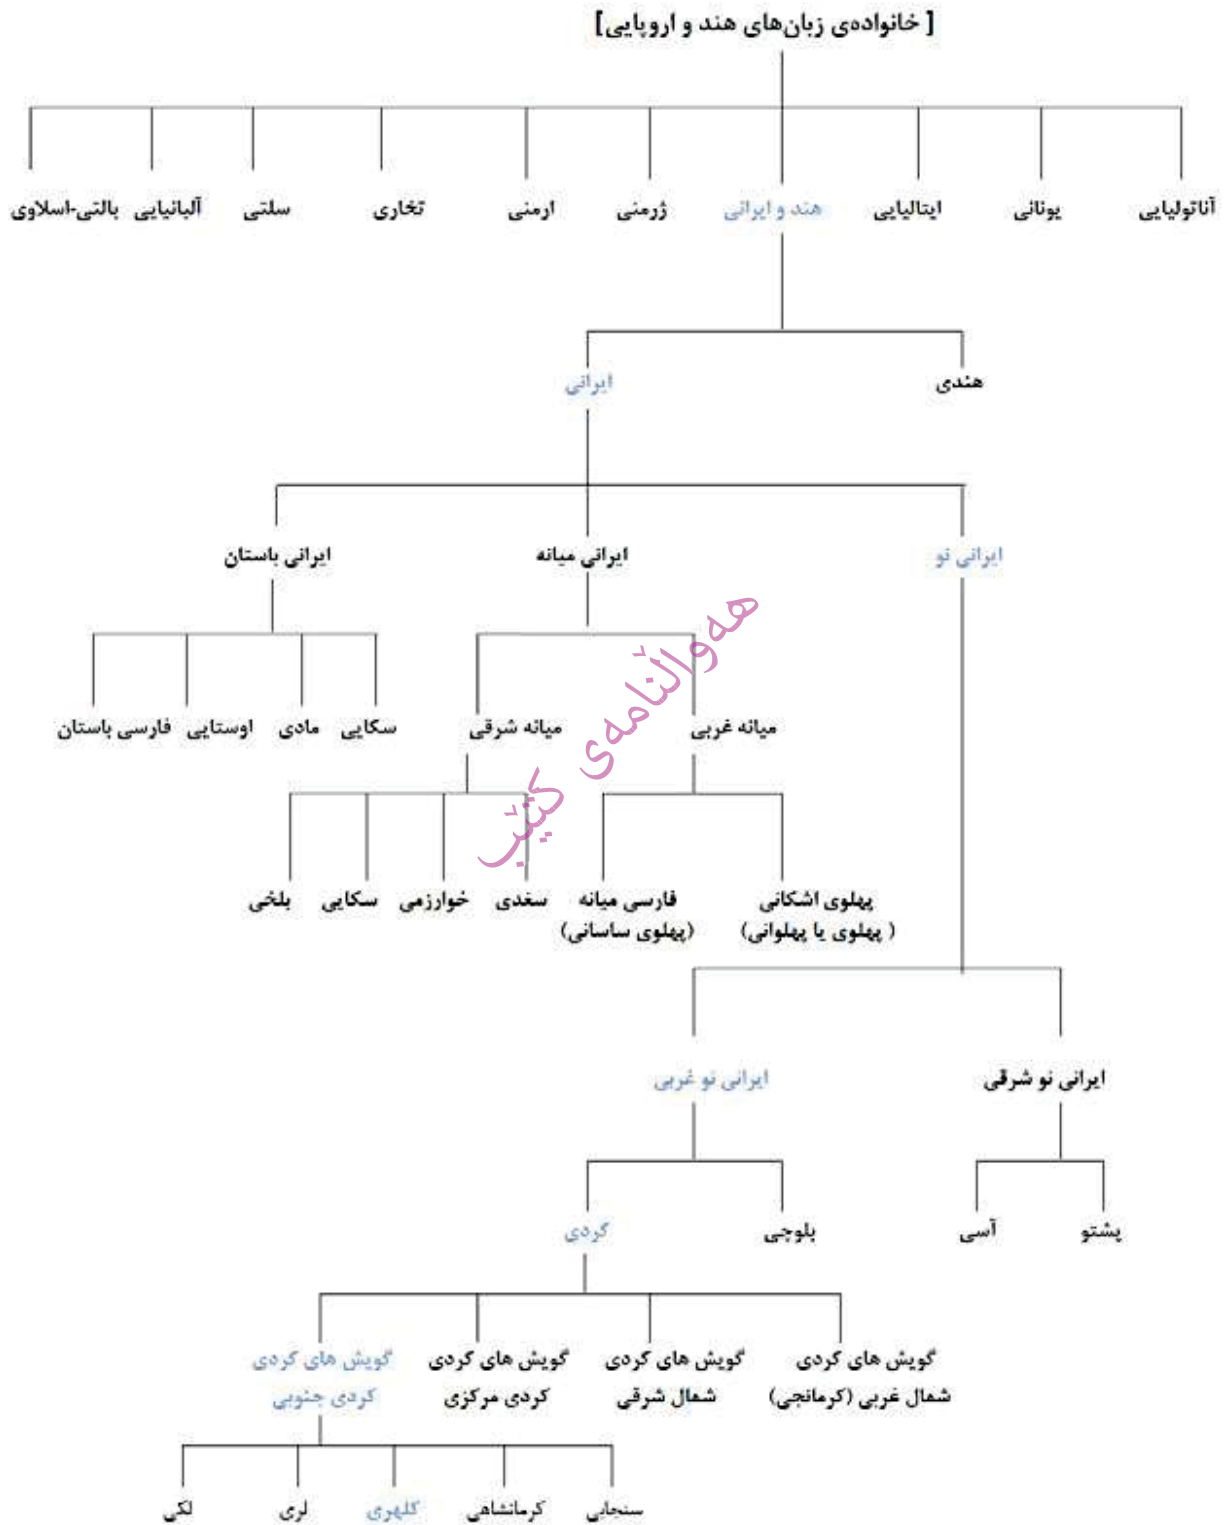 [ خانواده‌ی زبان‌های هند و اروپایی]
آناتولیایی یونانی ایتالیایی هند و ایرانی ژرمنی ارمنی تخاری سلتی آلبانیایی بالتی-اسلاوی
هندی ایرانی
ایرانی نو ایرانی میانه ایرانی باستان
میانه غربی میانه شرقی سکایی مادی اوستایی فارسی باستان
پهلوی اشکانی فارسی میانه سغدی خوارزمی سکایی بلخی
( پهلوی یا پهلوانی) (پهلوی ساسانی)
ایرانی نو شرقی ایرانی نو غربی
پشتو آسی بلوچی کردی
گویش های کردی گویش های کردی گویش های کردی گویش های کردی
شمال غربی (کرمانجی) شمال شرقی کردی مرکزی کردی جنوبی
سنجابی کرمانشاهی کلهری لری لکی
هەواڵنامەی کتێب